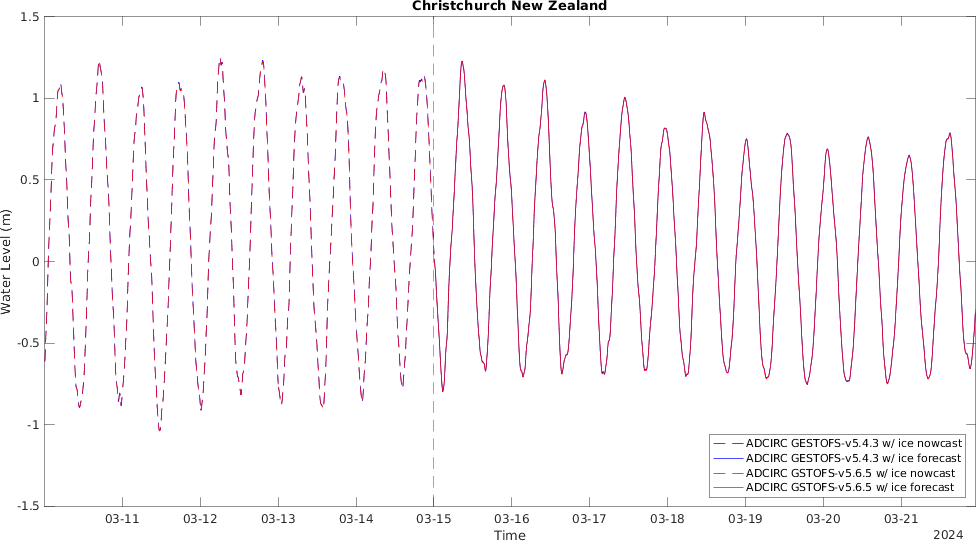 Christchurch New Zealand
1.5
1
0.5
0
-0.5
-1
-1.5
Water Level (m)
ADCIRC GESTOFS-v5.4.3 w/ ice nowcast
ADCIRC GESTOFS-v5.4.3 w/ ice forecast
ADCIRC GSTOFS-v5.6.5 w/ ice nowcast
ADCIRC GSTOFS-v5.6.5 w/ ice forecast
03-11 03-12 03-13 03-14 03-15 03-16 03-17 03-18 03-19 03-20 03-21
Time
2024